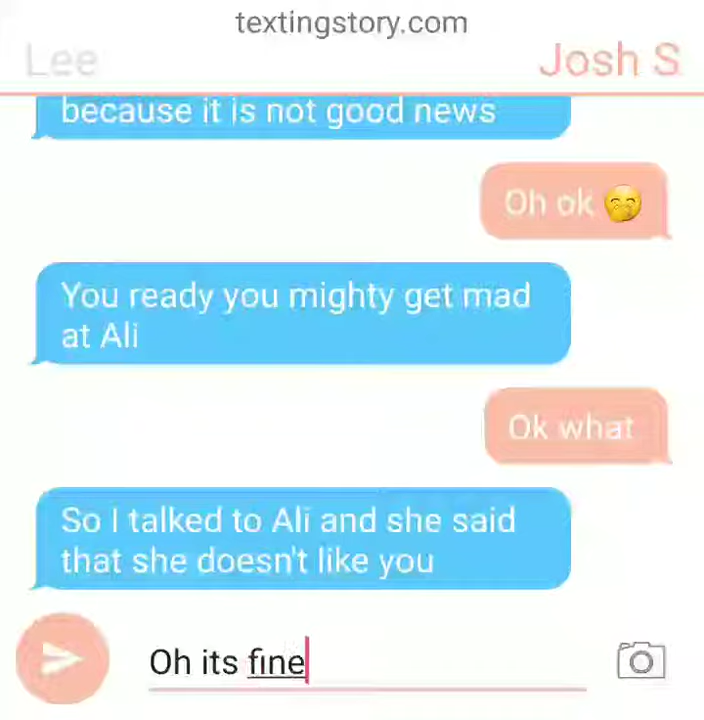 textingstory.com
Lee
Josh S
because it is not good news
Oh ok 🤭
You ready you mighty get mad
at Ali
Ok what
So I talked to Ali and she said
that she doesn't like you
Oh its fine